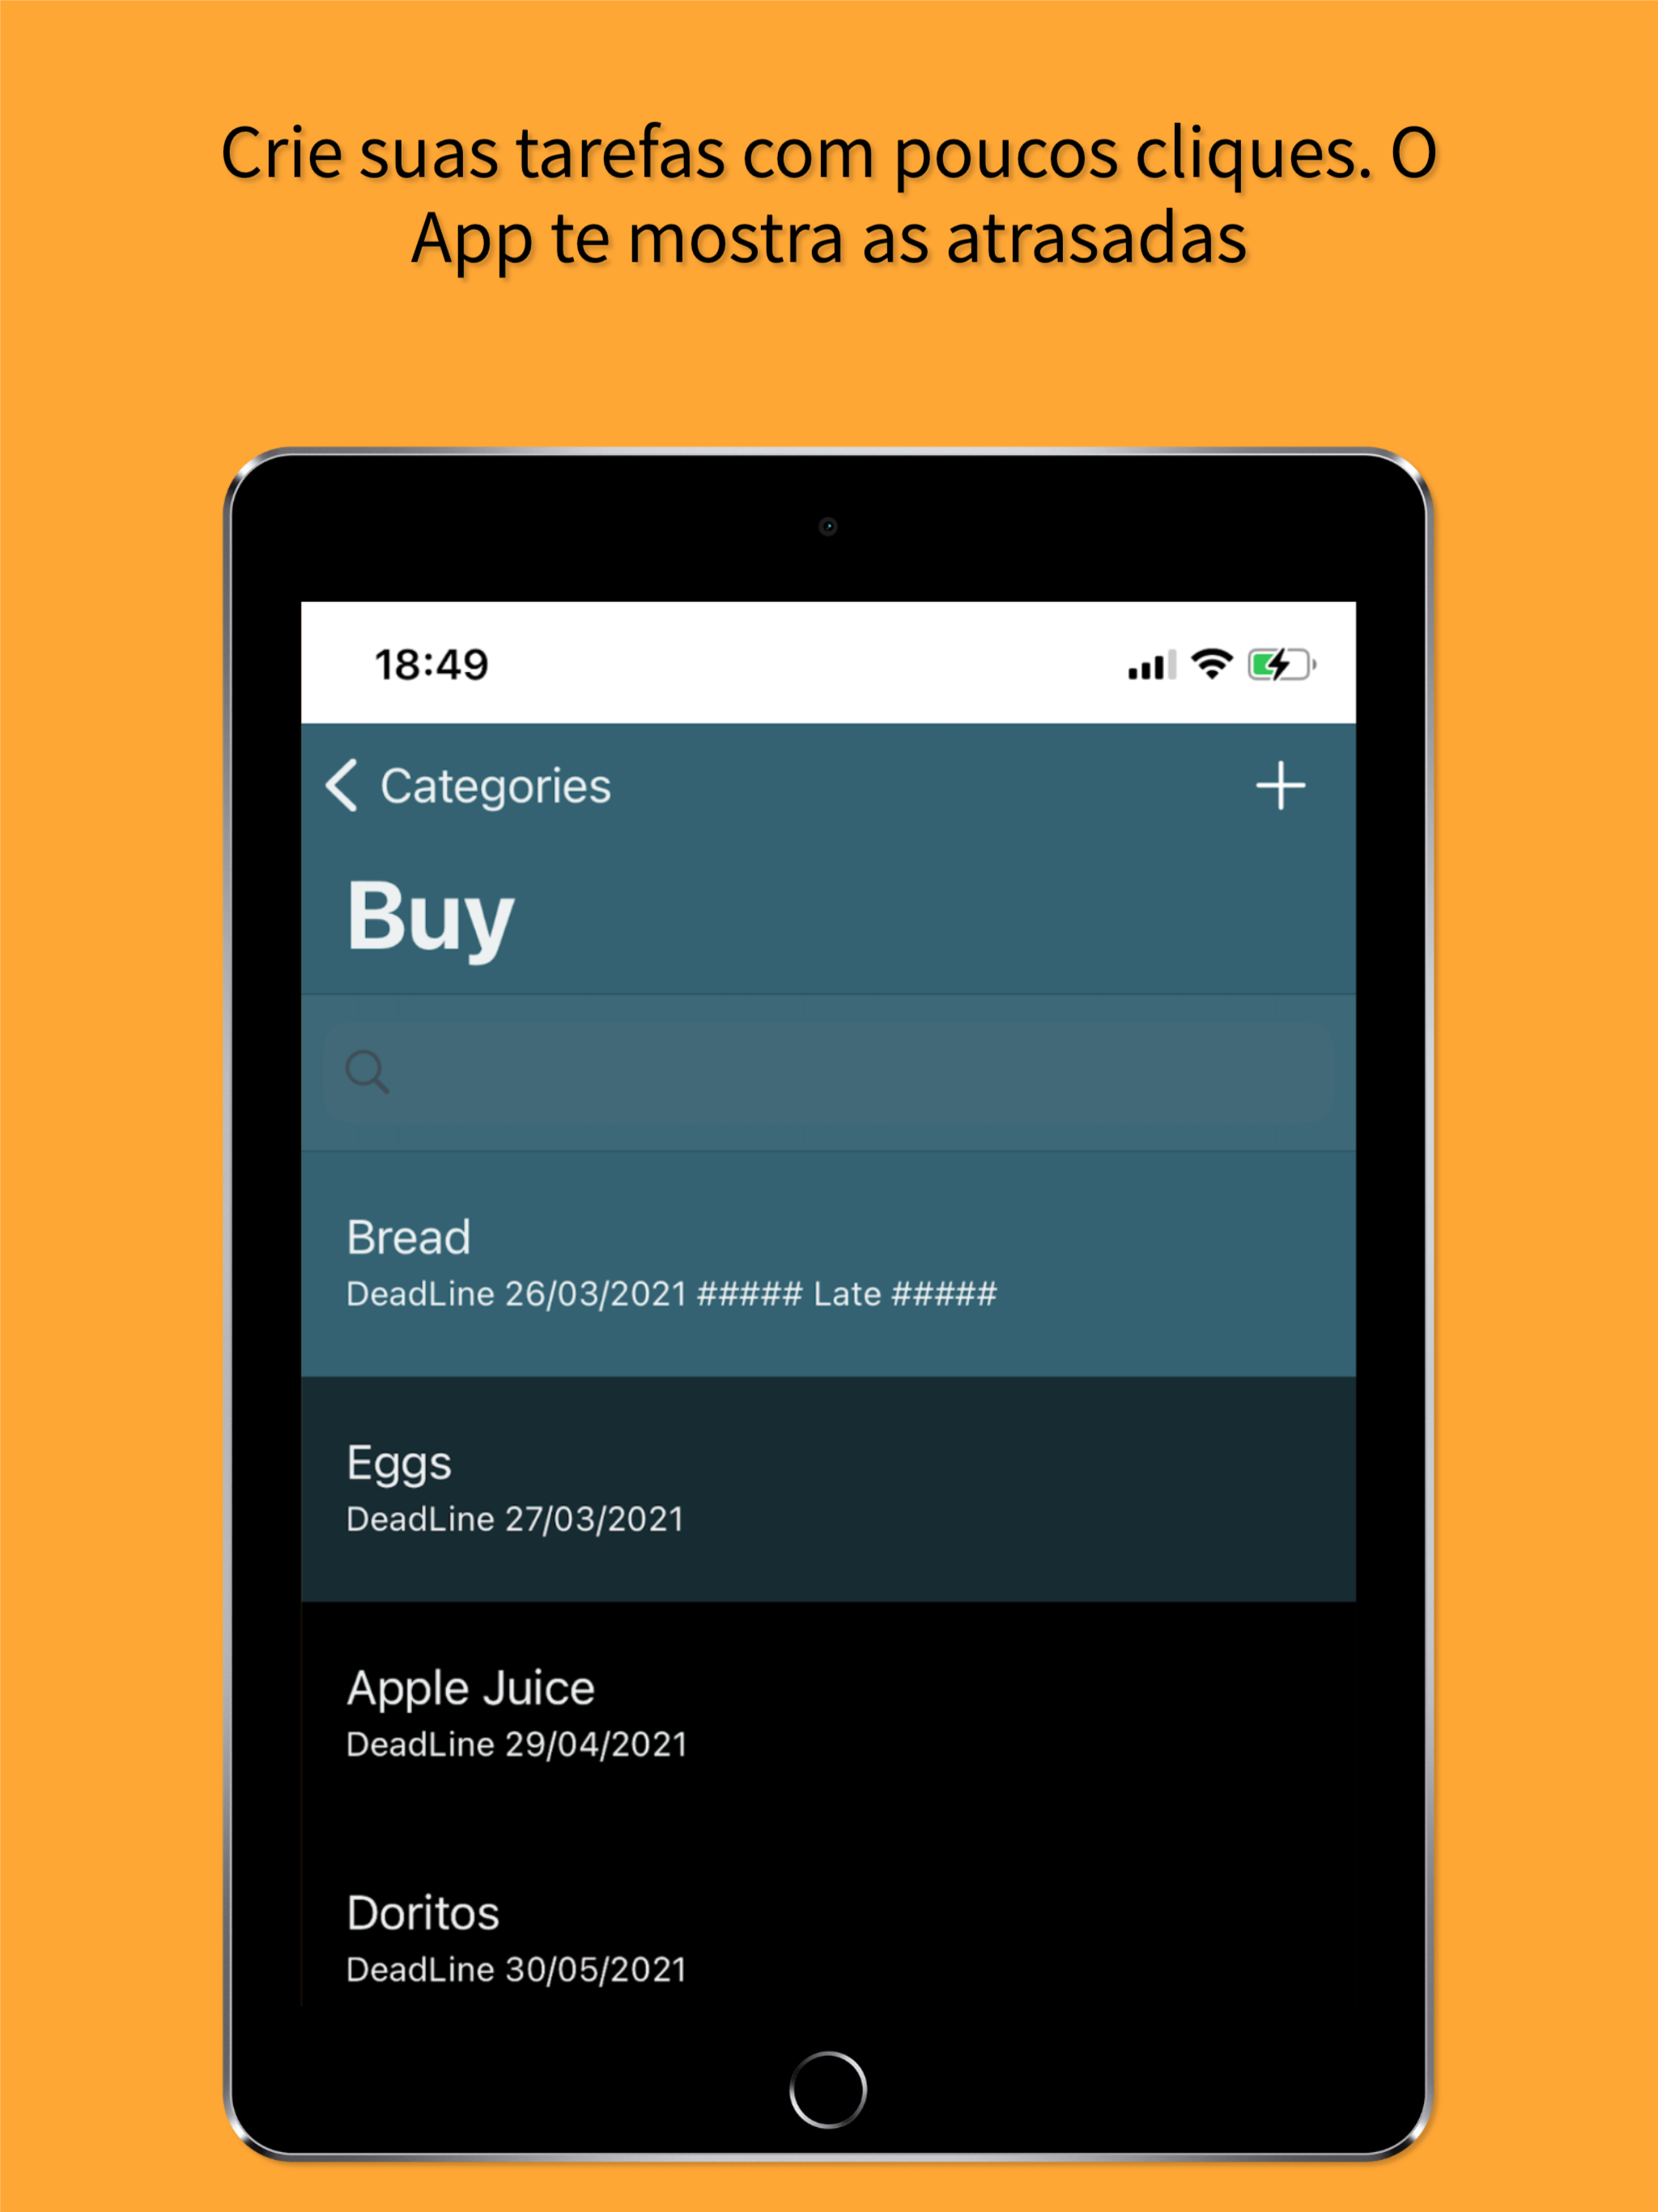 Crie suas tarefas com poucos cliques. O
App te mostra as atrasadas
18:49
Categories
Buy
Bread
DeadLine 26/03/2021 ##### Late #####
Eggs
DeadLine 27/03/2021
Apple Juice
DeadLine 29/04/2021
Doritos
DeadLine 30/05/2021